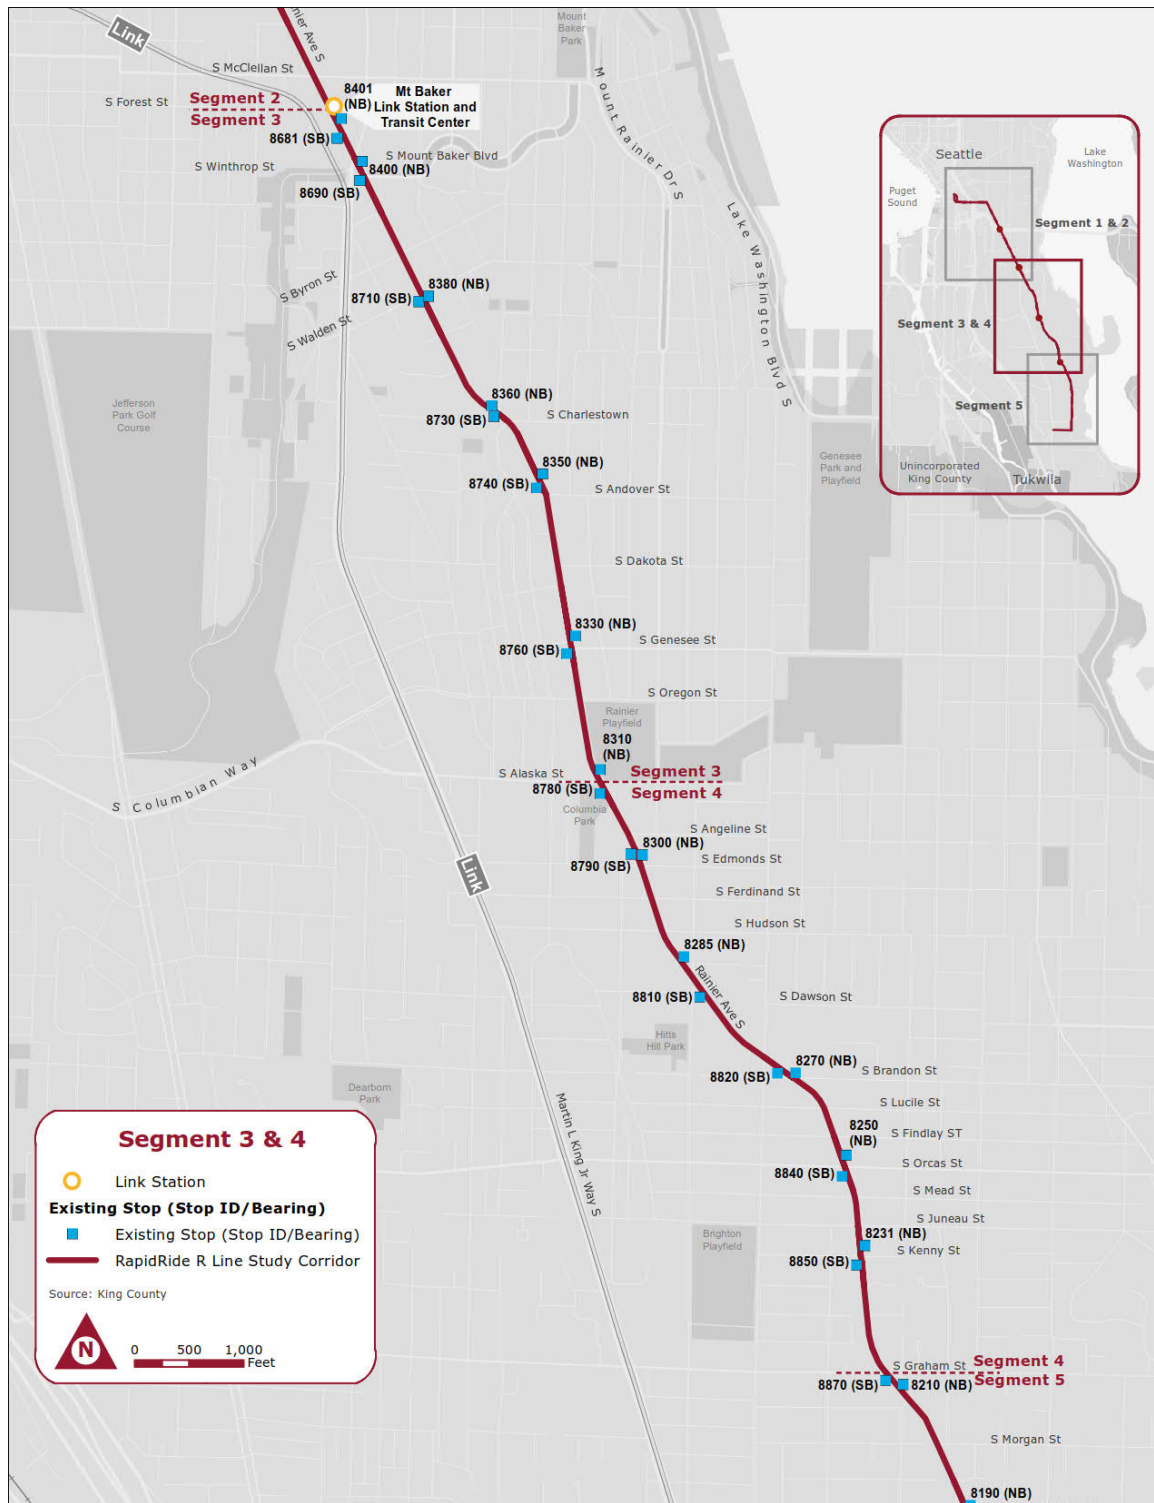 Link
nier Ave S
S McClellan St
Mount
Baker
Park
S Forest St
Segment 2
Segment 3
8401
(NB)
Mt Baker
Link Station and
Transit Center
8681 (SB)
S Mount Baker Blvd
8400 (NB)
S Winthrop St
8690 (SB)
Mount Rainier Dr S
Lake Washington Blvd S
S Byron St
8380 (NB)
8710 (SB)
S Walden St
Jefferson
Park Golf
Course
8360 (NB)
8730 (SB)
S Charlestown
8350 (NB)
8740 (SB)
S Andover St
Genesee
Park and
Playfield
S Dakota St
8330 (NB)
S Genesee St
8760 (SB)
S Oregon St
Rainier
Playfield
8310
(NB)
S Columbian Way
S Alaska St
Segment 3
Segment 4
8780 (SB)
Columbia
Park
S Angeline St
8300 (NB)
8790 (SB)
S Edmonds St
Link
S Ferdinand St
S Hudson St
8285 (NB)
Rainier Ave S
8810 (SB)
S Dawson St
Hitts
Hill Park
8270 (NB)
8820 (SB)
S Brandon St
Dearborn
Park
S Lucile St
Martin L King Jr Way S
8250
(NB)
S Findlay ST
S Orcas St
8840 (SB)
S Mead St
S Juneau St
Brighton
Playfield
8231 (NB)
S Kenny St
8850 (SB)
S Graham St
Segment 4
Segment 5
8870 (SB)
8210 (NB)
S Morgan St
8190 (NB)
Seattle
Lake
Washington
Puget
Sound
Segment 1 & 2
Segment 3 & 4
Segment 5
Unincorporated
King County
Tukwila
Segment 3 & 4
Link Station
Existing Stop (Stop ID/Bearing)
Existing Stop (Stop ID/Bearing)
RapidRide R Line Study Corridor
Source: King County
N
0 500 1,000
Feet